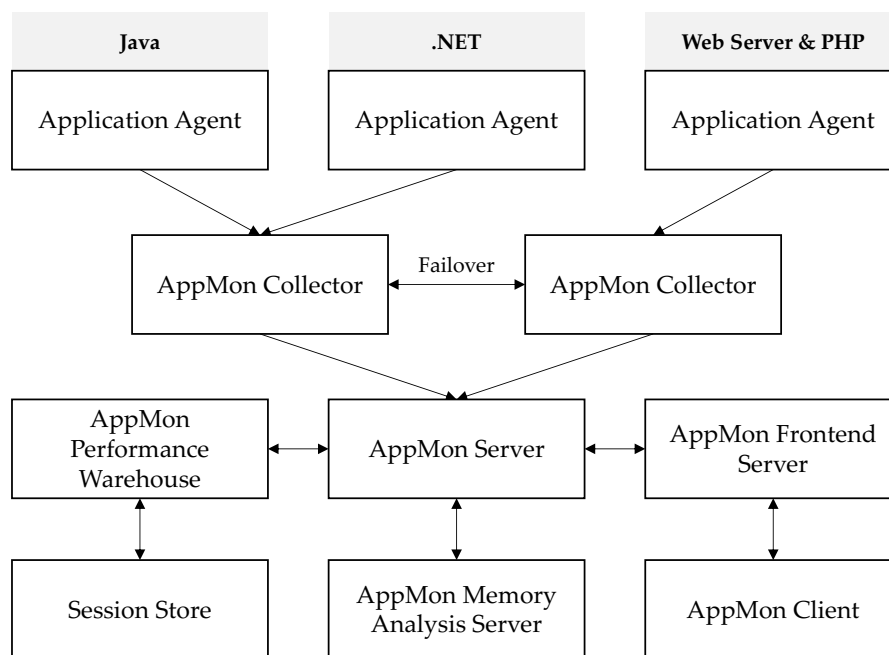 Java
.NET
Web Server & PHP
Application Agent
Application Agent
Application Agent
Failover
AppMon Collector
AppMon Collector
AppMon
Performance
Warehouse
AppMon Server
AppMon Frontend
Server
Session Store
AppMon Memory
Analysis Server
AppMon Client